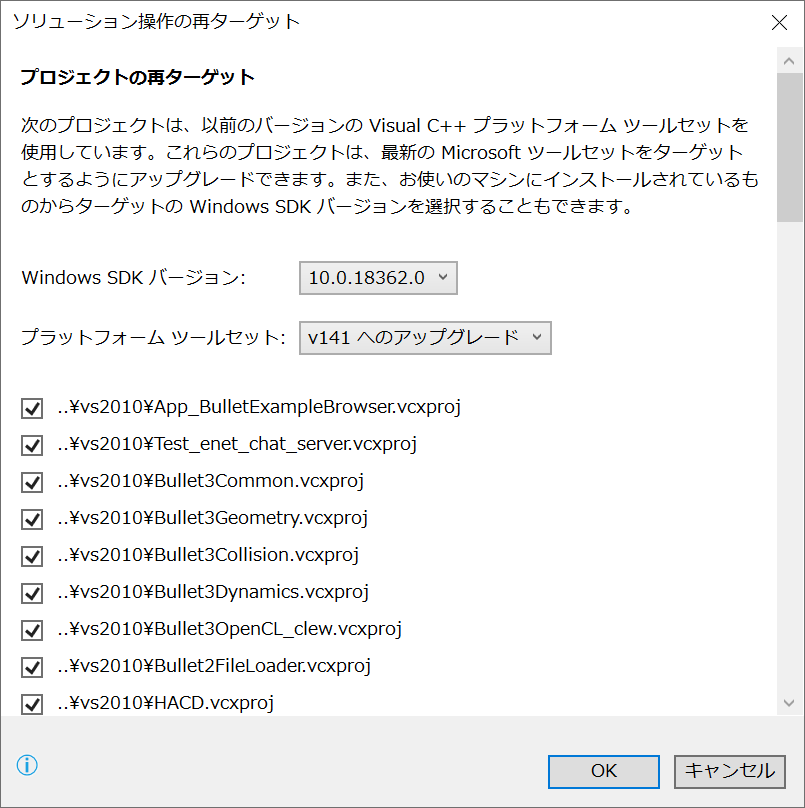 ソリューション操作の再ターゲット
プロジェクトの再ターゲット
次のプロジェクトは、以前のバージョンの Visual C++ プラットフォーム ツールセットを
使用しています。これらのプロジェクトは、最新の Microsoft ツールセットをターゲット
とするようにアップグレードできます。また、お使いのマシンにインストールされているも
のからターゲットの Windows SDK バージョンを選択することもできます。
Windows SDK バージョン: 10.0.18362.0
プラットフォーム ツールセット: v141 へのアップグレード
..¥vs2010¥App_BulletExampleBrowser.vcxproj
..¥vs2010¥Test_enet_chat_server.vcxproj
..¥vs2010¥Bullet3Common.vcxproj
..¥vs2010¥Bullet3Geometry.vcxproj
..¥vs2010¥Bullet3Collision.vcxproj
..¥vs2010¥Bullet3Dynamics.vcxproj
..¥vs2010¥Bullet3OpenCL_clew.vcxproj
..¥vs2010¥Bullet2FileLoader.vcxproj
..¥vs2010¥HACD.vcxproj
OK キャンセル